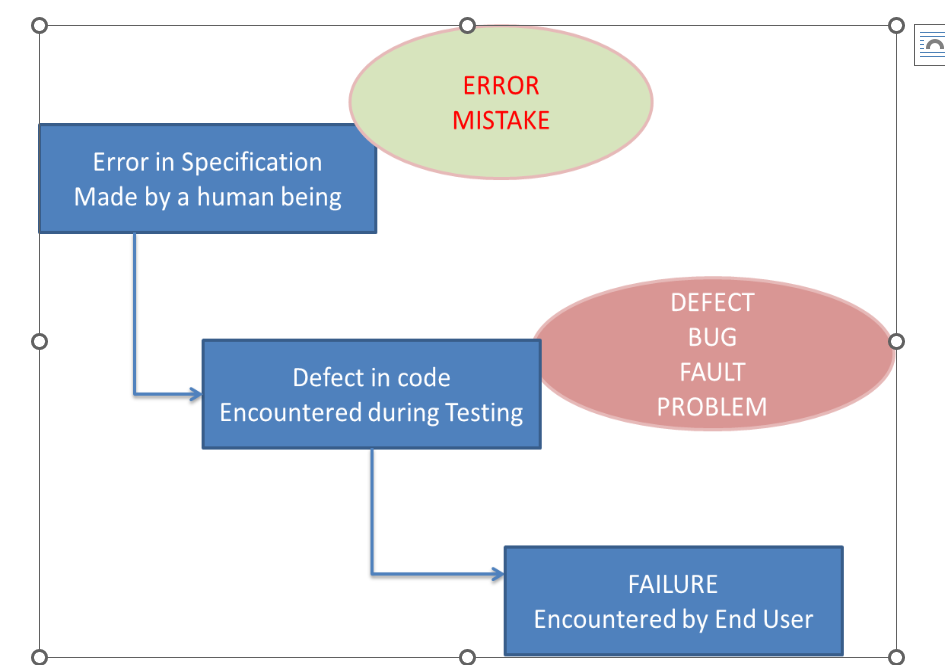 ERROR
MISTAKE
Error in Specification
Made by a human being
DEFECT
BUG
FAULT
PROBLEM
Defect in code
Encountered during Testing
FAILURE
Encountered by End User